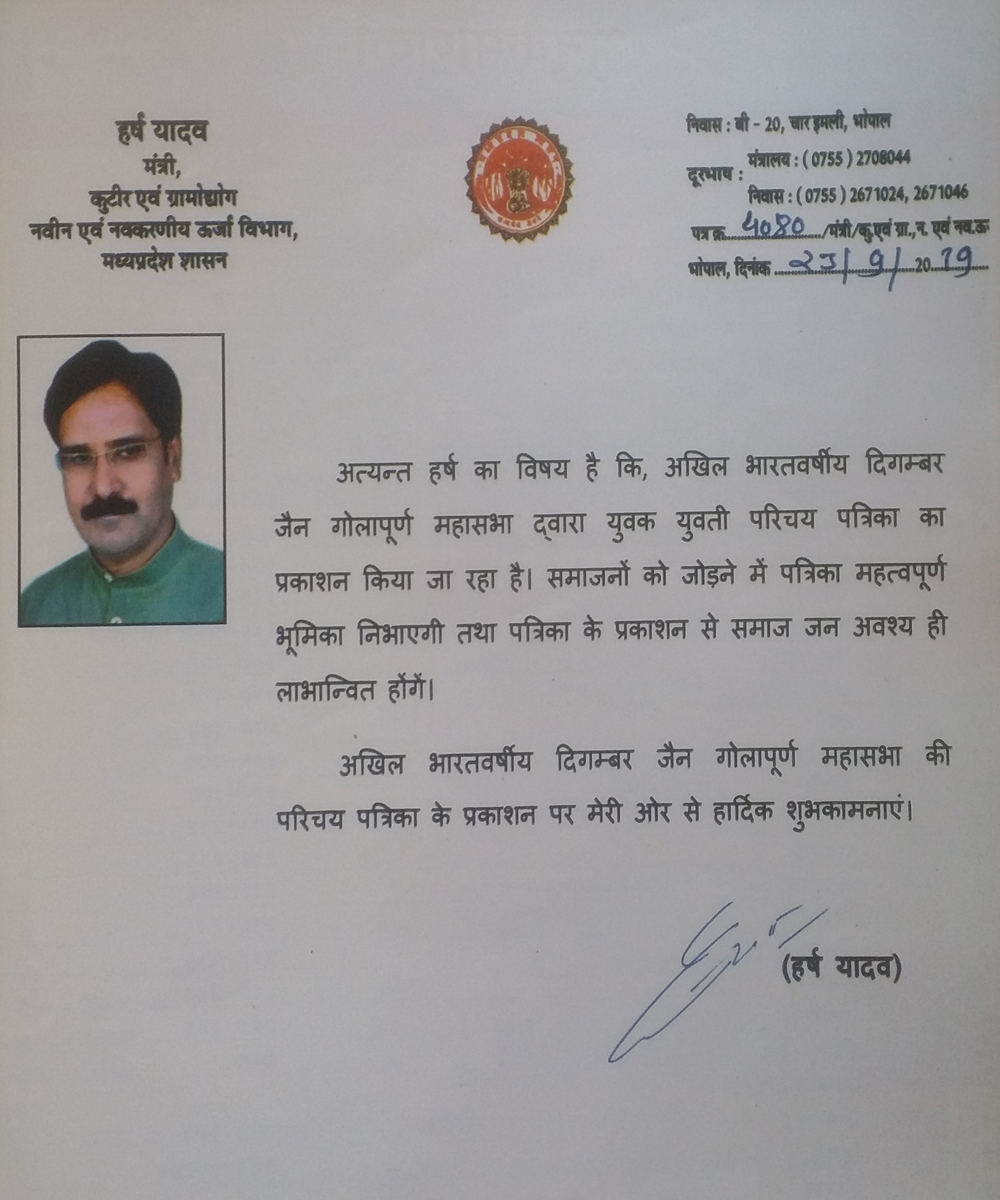 हर्ष यादव
मंत्री,
कुटीर एवं ग्रामोद्योग
नवीन एवं नवकरणीय ऊर्जा विभाग,
मध्यप्रदेश शासन
निवास : बी - 20, चार इमली, भोपाल
दूरभाष :
मंत्रालय : ( 0755 ) 2708044
निवास : ( 0755 ) 2671024, 2671046
पत्र क्र. 4080 /मंत्री/कु.एवं ग्रा.,न. एवं नव.ऊ
भोपाल, दिनांक 23/9/2019
अत्यन्त हर्ष का विषय है कि, अखिल भारतवर्षीय दिगम्बर
जैन गोलापूर्ण महासभा द्वारा युवक युवती परिचय पत्रिका का
प्रकाशन किया जा रहा है। समाजनों को जोड़ने में पत्रिका महत्वपूर्ण
भूमिका निभाएगी तथा पत्रिका के प्रकाशन से समाज जन अवश्य ही
लाभान्वित होंगें।
अखिल भारतवर्षीय दिगम्बर जैन गोलापूर्ण महासभा की
परिचय पत्रिका के प्रकाशन पर मेरी ओर से हार्दिक शुभकामनाएं।
(हर्ष यादव)